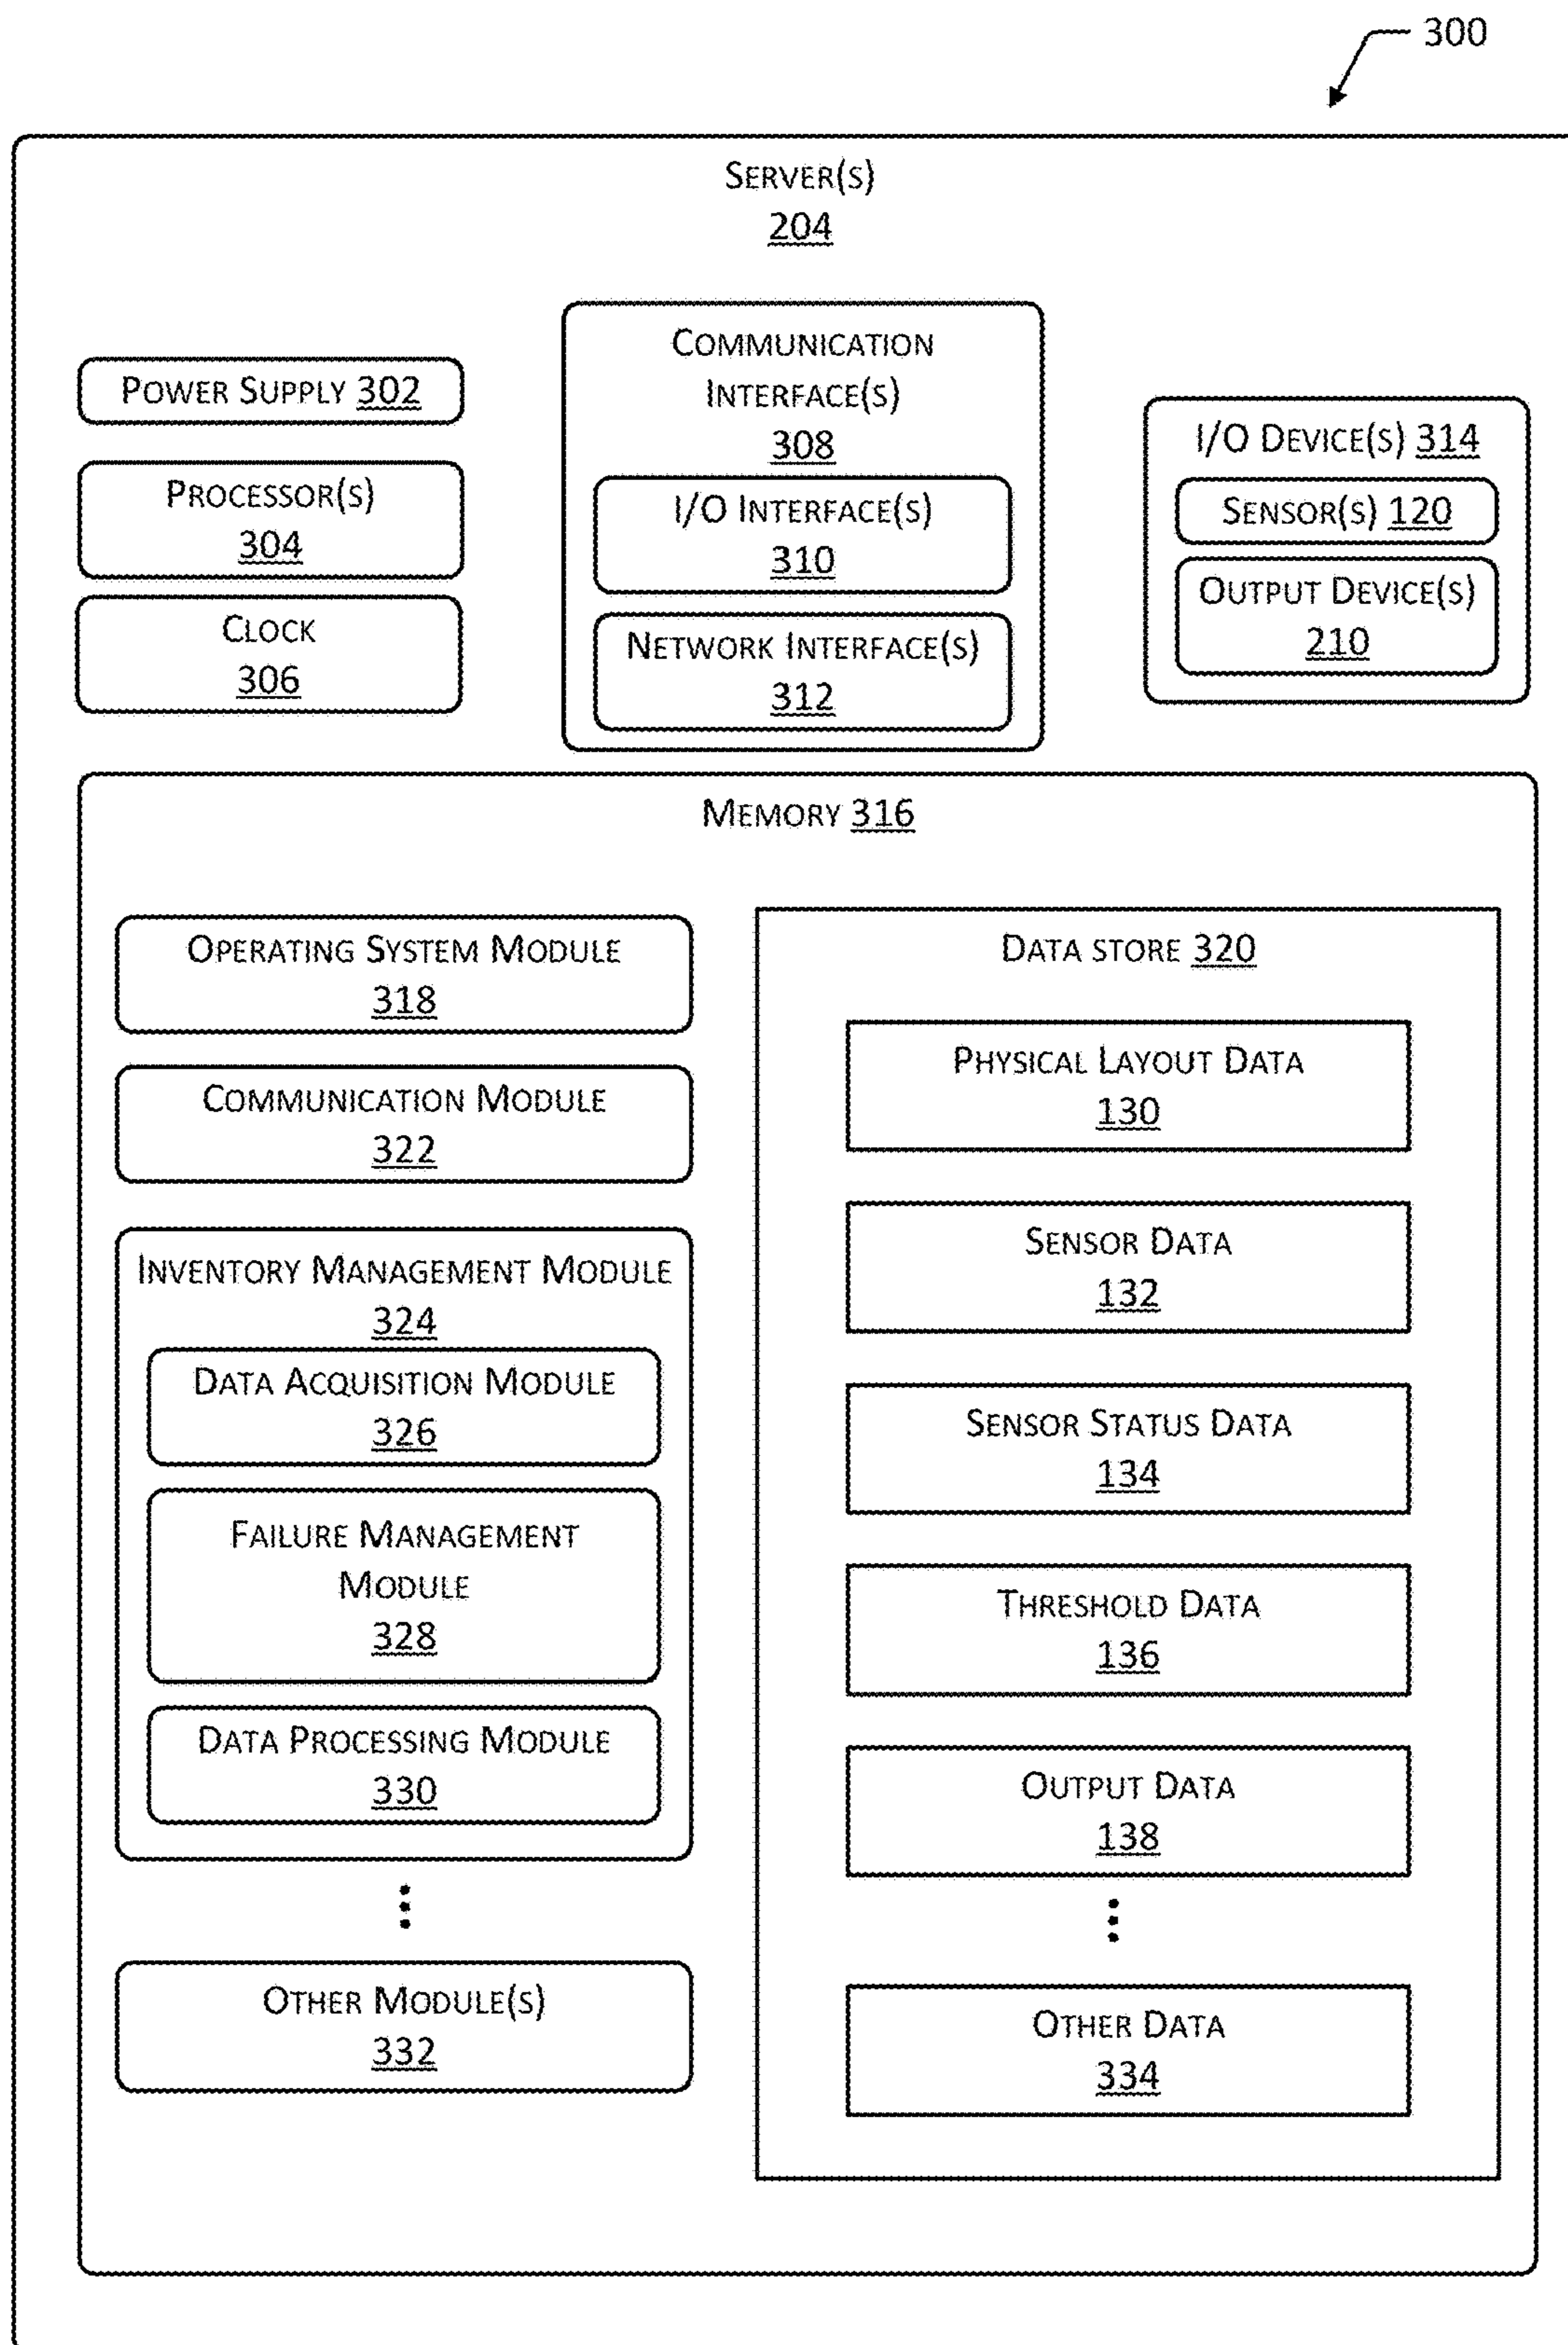 300
SERVER(S)
204
POWER SUPPLY 302
PROCESSOR(S)
304
CLOCK
306
COMMUNICATION
INTERFACE(S)
308
I/O INTERFACE(S)
310
NETWORK INTERFACE(S)
312
I/O DEVICE(S) 314
SENSOR(S) 120
OUTPUT DEVICE(S)
210
MEMORY 316
OPERATING SYSTEM MODULE
318
COMMUNICATION MODULE
322
INVENTORY MANAGEMENT MODULE
324
DATA ACQUISITION MODULE
326
FAILURE MANAGEMENT
MODULE
328
DATA PROCESSING MODULE
330
OTHER MODULE(S)
332
DATA STORE 320
PHYSICAL LAYOUT DATA
130
SENSOR DATA
132
SENSOR STATUS DATA
134
THRESHOLD DATA
136
OUTPUT DATA
138
OTHER DATA
334